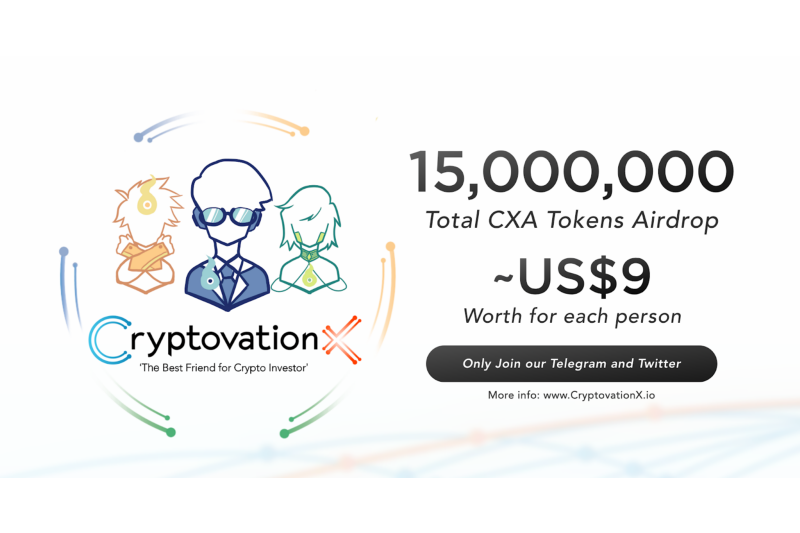 CryptovationX
'The Best Friend for Crypto Investor'
15,000,000
Total CXA Tokens Airdrop
~US$9
Worth for each person
Only Join our Telegram and Twitter
More info: www.CryptovationX.io